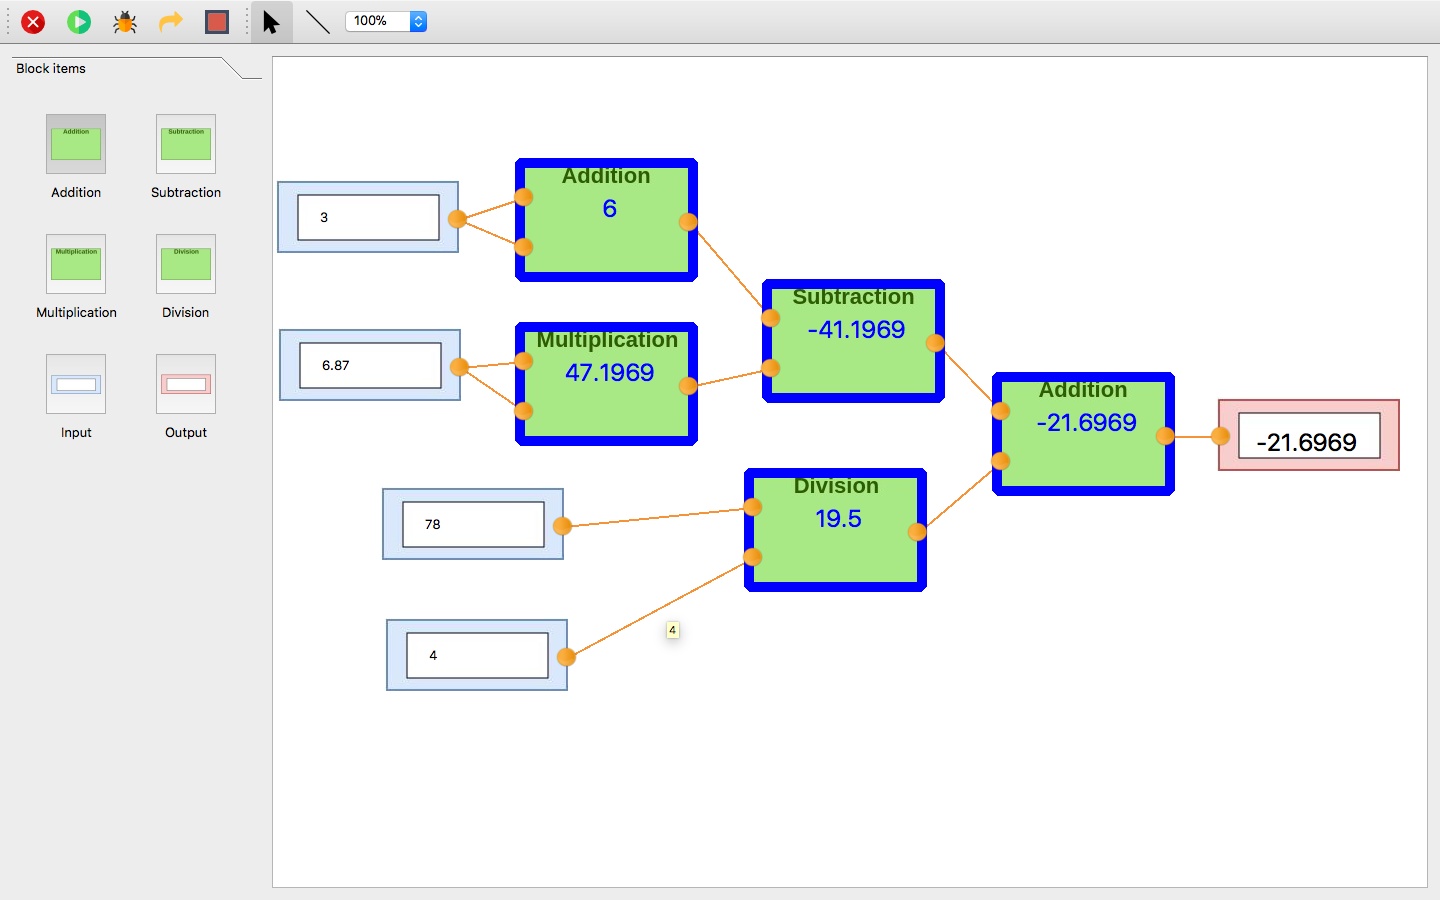 100%
Block items
Addition
Addition
Subtraction
Subtraction
Multiplication
Multiplication
Division
Division
Input
Output
3
Addition
6
6.87
Multiplication
47.1969
Subtraction
-41.1969
78
4
Division
19.5
4
Addition
-21.6969
-21.6969